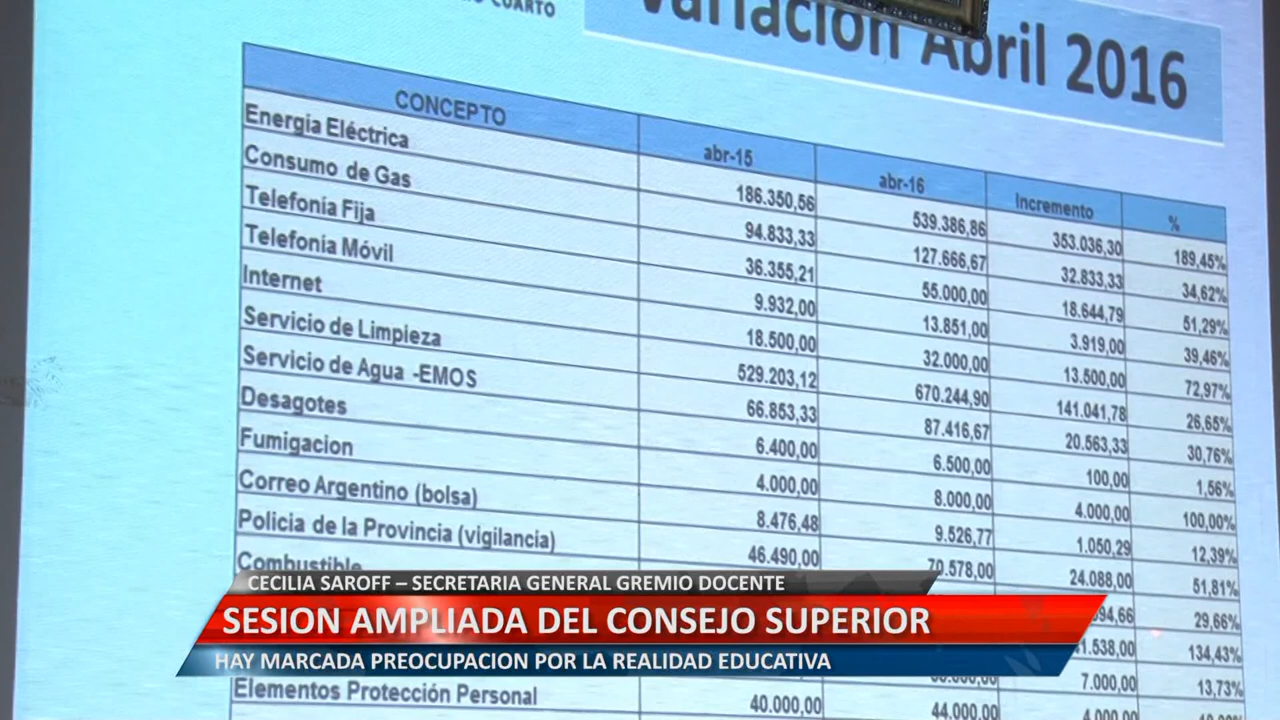 CUARTO
Variación Abril 2016
CONCEPTO abr-15 abr-16 Incremento %
Energía Eléctrica 186.350,56 539.386,86 353.036,30 189,45%
Consumo de Gas 94.833,33 127.666,67 32.833,33 34,62%
Telefonía Fija 36.355,21 55.000,00 18.644,79 51,29%
Telefonía Móvil 9.932,00 13.851,00 3.919,00 39,46%
Internet 18.500,00 32.000,00 13.500,00 72,97%
Servicio de Limpieza 529.203,12 670.244,90 141.041,78 26,65%
Servicio de Agua -EMOS 66.853,33 87.416,67 20.563,33 30,76%
Desagotes 6.400,00 6.500,00 100,00 1,56%
Fumigacion 4.000,00 8.000,00 4.000,00 100,00%
Correo Argentino (bolsa) 8.476,48 9.526,77 1.050,29 12,39%
Policia de la Provincia (vigilancia) 46.490,00 70.578,00 24.088,00 51,81%
Combustible 29,66%
134,43%
7.000,00 13,73%
Elementos Protección Personal 40.000,00 44.000,00 4.000,00
CECILIA SAROFF – SECRETARIA GENERAL GREMIO DOCENTE
SESION AMPLIADA DEL CONSEJO SUPERIOR
HAY MARCADA PREOCUPACION POR LA REALIDAD EDUCATIVA